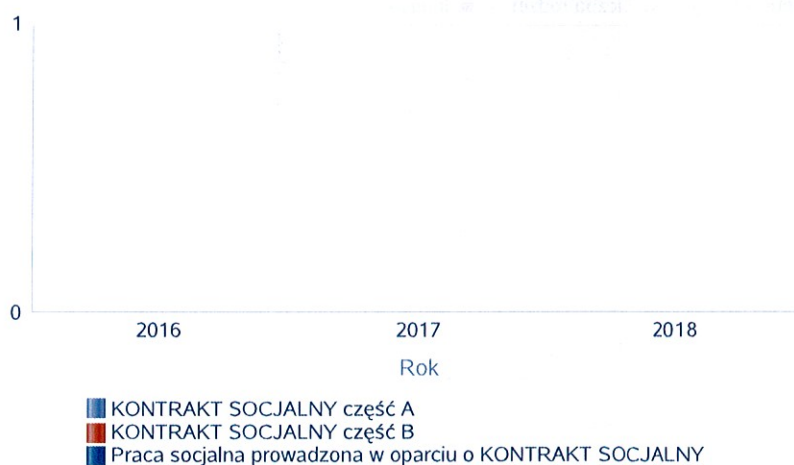 1
0
2016 2017 2018
Rok
KONTRAKT SOCJALNY część A
KONTRAKT SOCJALNY część B
Praca socjalna prowadzona w oparciu o KONTRAKT SOCJALNY